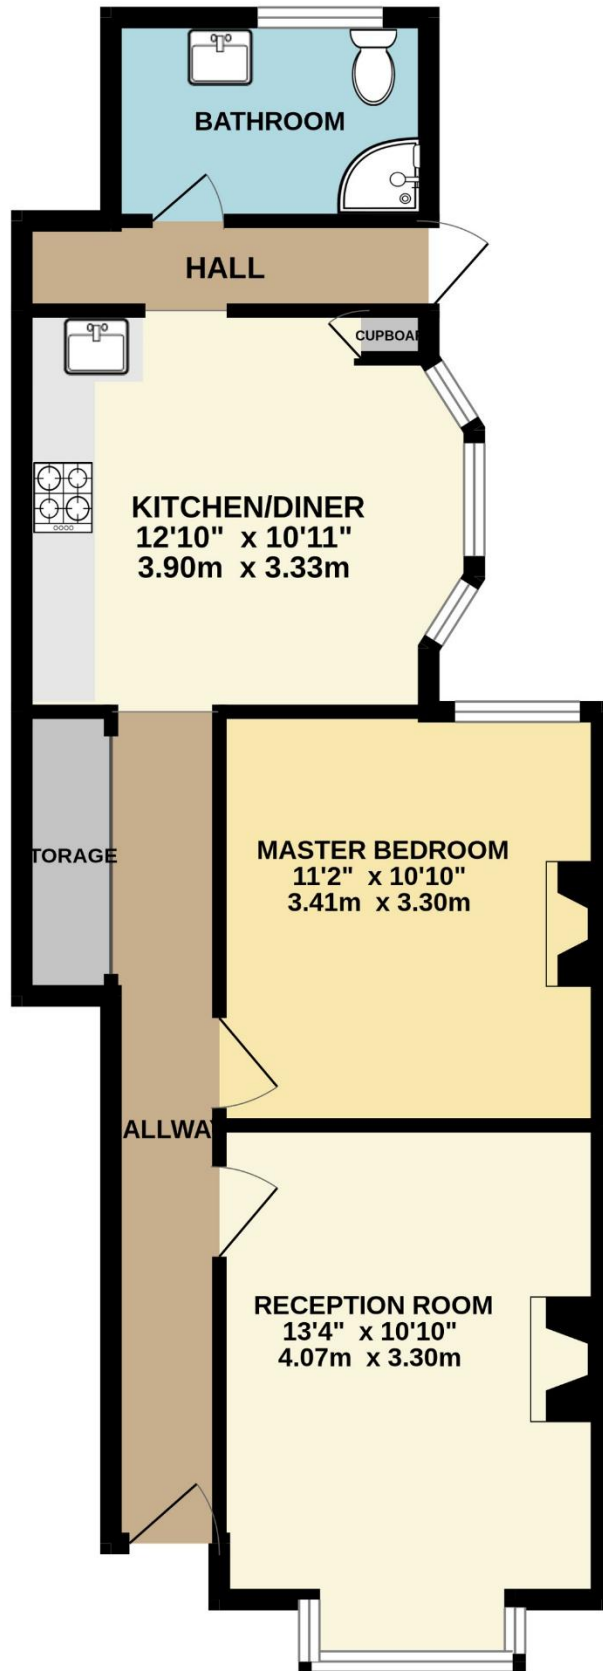 BATHROOM
HALL
CUPBOAR
KITCHEN/DINER
12'10" x 10'11"
3.90m x 3.33m
TORAGE
MASTER BEDROOM
11'2" x 10'10"
3.41m x 3.30m
ALLWAY
RECEPTION ROOM
13'4" x 10'10"
4.07m x 3.30m